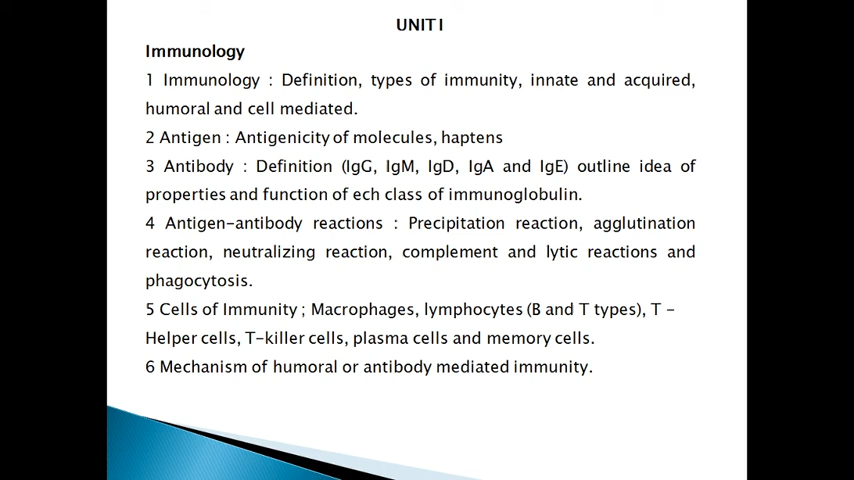 UNIT I
Immunology
1 Immunology : Definition, types of immunity, innate and acquired,
humoral and cell mediated.
2 Antigen : Antigenicity of molecules, haptens
3 Antibody : Definition (IgG, IgM, IgD, IgA and IgE) outline idea of
properties and function of ech class of immunoglobulin.
4 Antigen-antibody reactions : Precipitation reaction, agglutination
reaction, neutralizing reaction, complement and lytic reactions and
phagocytosis.
5 Cells of Immunity ; Macrophages, lymphocytes (B and T types), T –
Helper cells, T-killer cells, plasma cells and memory cells.
6 Mechanism of humoral or antibody mediated immunity.